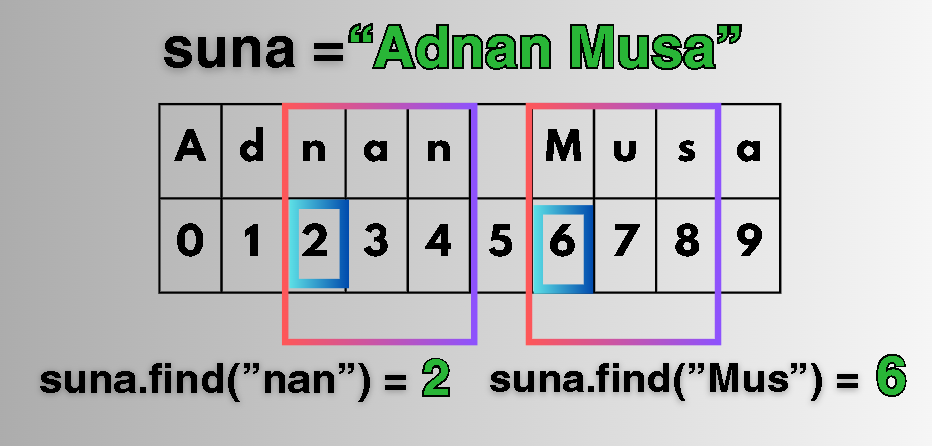 suna =“Adnan Musa”
A d n a n M u s a
0 1 2 3 4 5 6 7 8 9
suna.find(”nan”) = 2 suna.find(”Mus”) = 6